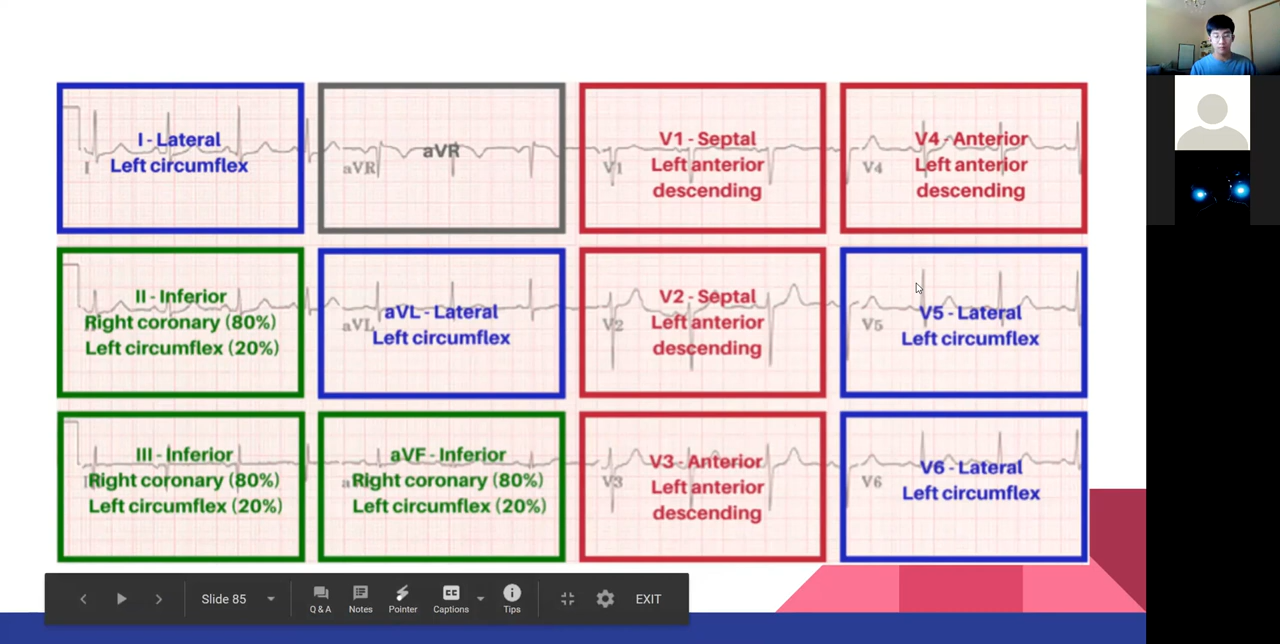 I - Lateral
Left circumflex
I
aVR
aVR
V1 - Septal
Left anterior
descending
V1
V4 - Anterior
Left anterior
descending
V4
II - Inferior
Right coronary (80%)
Left circumflex (20%)
aVL - Lateral
Left circumflex
aVL
V2 - Septal
Left anterior
descending
V2
V5 - Lateral
Left circumflex
V5
III - Inferior
Right coronary (80%)
Left circumflex (20%)
aVF - Inferior
Right coronary (80%)
Left circumflex (20%)
V3 - Anterior
Left anterior
descending
V3
V6 - Lateral
Left circumflex
V6
Slide 85
Q & A
Notes
Pointer
CC
Captions
Tips
EXIT